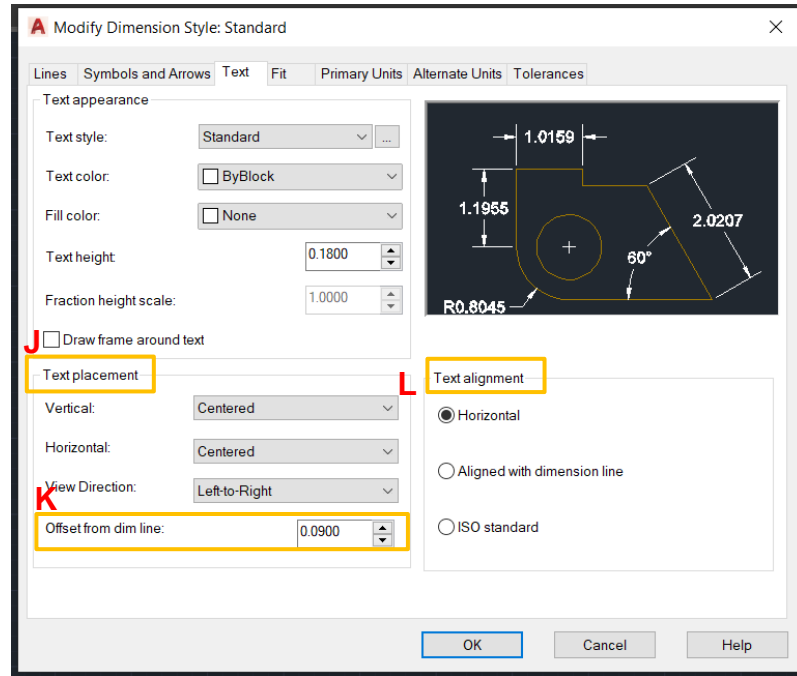 A Modify Dimension Style: Standard
Lines Symbols and Arrows Text Fit Primary Units Alternate Units Tolerances
Text appearance
Text style: Standard ...
Text color: ByBlock
Fill color: None
Text height: 0.1800
Fraction height scale: 1.0000
J Draw frame around text
1.0159
1.1955
2.0207
60°
R0.8045
Text placement
Vertical: Centered
Horizontal: Centered
View Direction: Left-to-Right
K
Offset from dim line: 0.0900
L Text alignment
Horizontal
Aligned with dimension line
ISO standard
OK Cancel Help